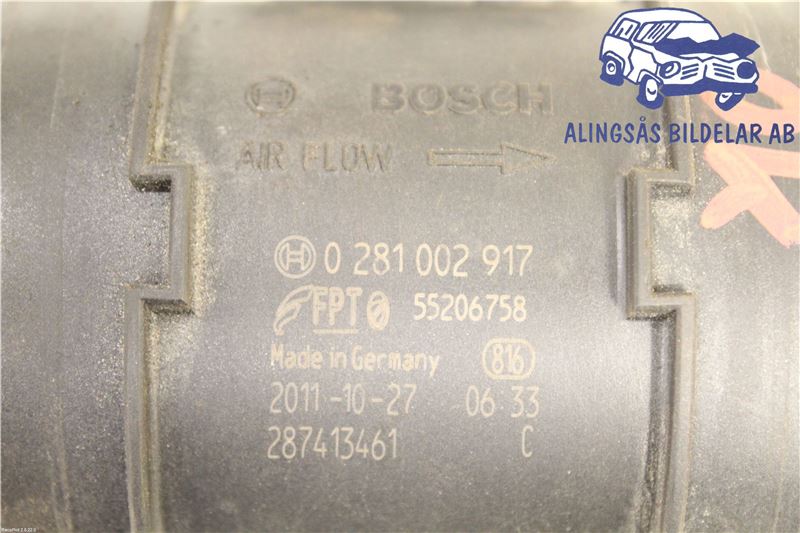 BOSCH
ALINGSÅS BILDELAR AB
AIR FLOW
0 281 002 917
FPT 55206758
Made in Germany 816
2011-10-27 06:33
287413461 C